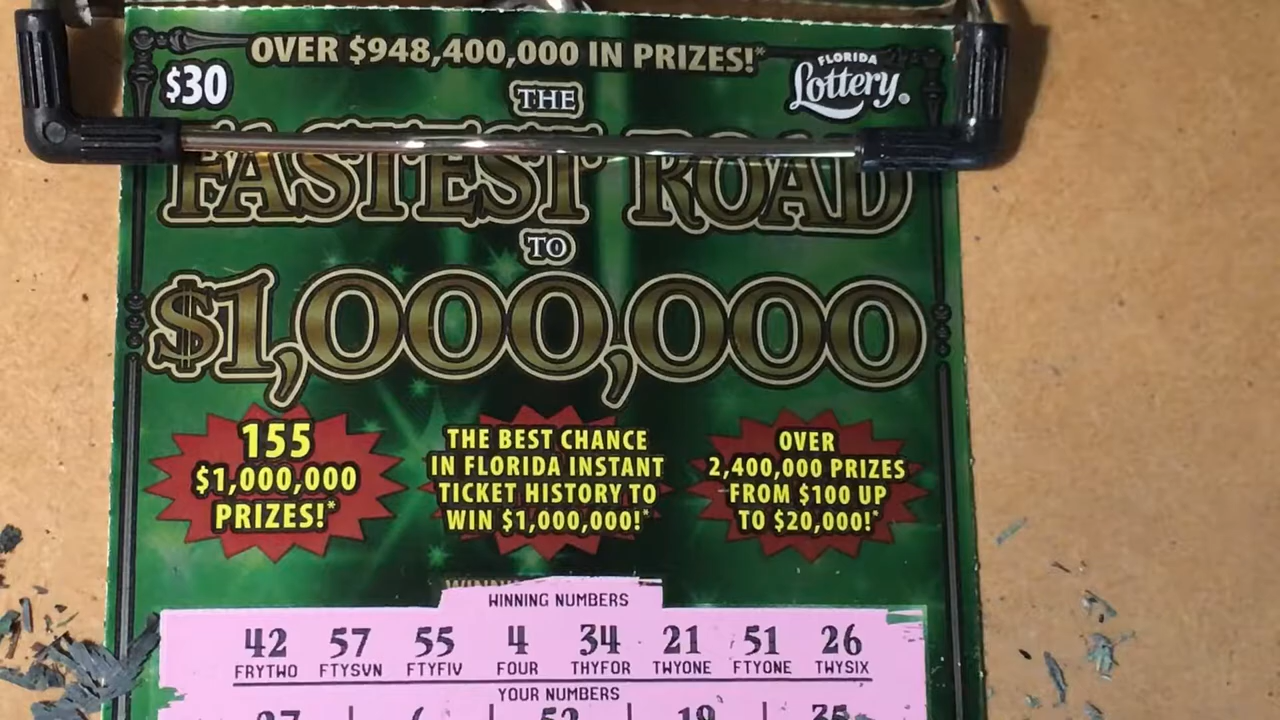 OVER $948,400,000 IN PRIZES!*
$30
FLORIDA
Lottery.
THE
FASTEST ROAD
TO
$1,000,000
155
$1,000,000
PRIZES!*
THE BEST CHANCE
IN FLORIDA INSTANT
TICKET HISTORY TO
WIN $1,000,000!*
OVER
2,400,000 PRIZES
FROM $100 UP
TO $20,000!*
WINNING NUMBERS
42 57 55 4 34 21 51 26
FRYTWO FTYSVN FTYFIV FOUR THYFOR TWYONE FTYONE TWYSIX
YOUR NUMBERS